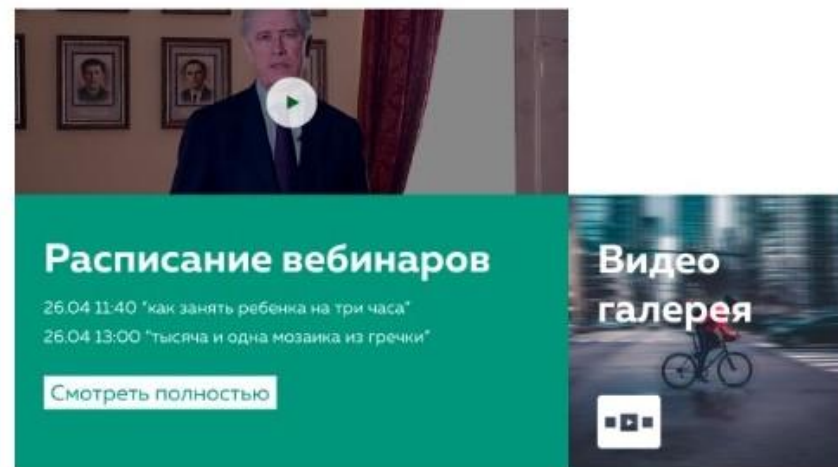 Расписание вебинаров
26.04 11:40 "как занять ребенка на три часа"
26.04 13:00 "тысяча и одна мозаика из гречки"
Смотреть полностью
Видео
галерея